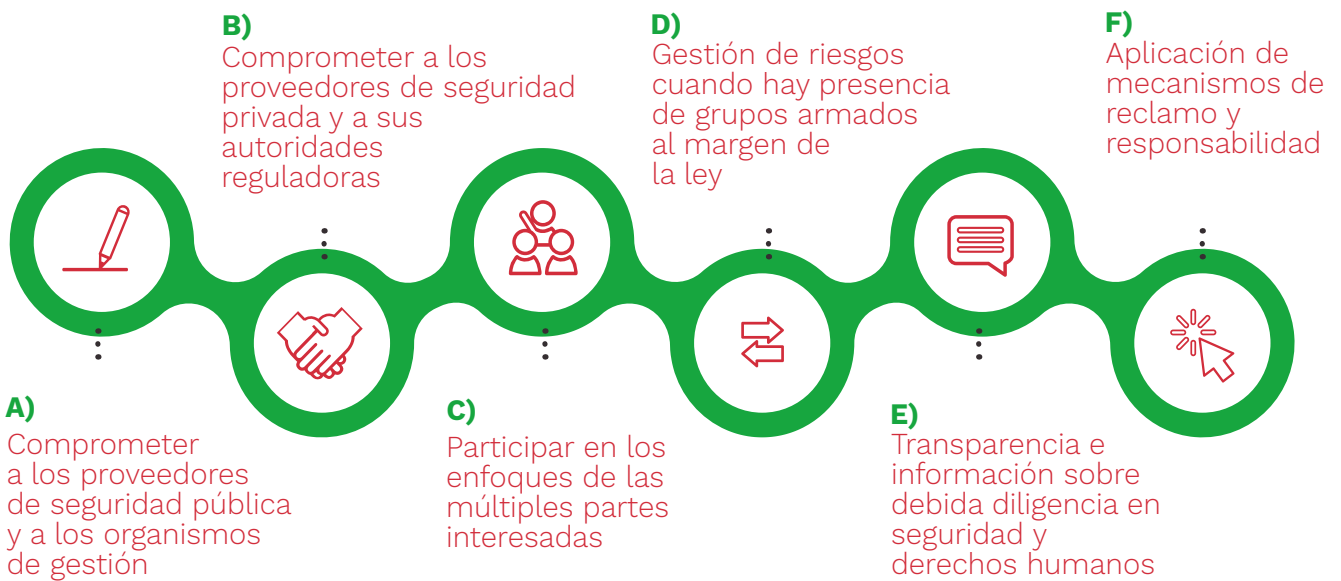 A)
Comprometer
a los proveedores
de seguridad pública
y a los organismos
de gestión
B)
Comprometer a los
proveedores de seguridad
privada y a sus
autoridades
reguladoras
C)
Participar en los
enfoques de las
múltiples partes
interesadas
D)
Gestión de riesgos
cuando hay presencia
de grupos armados
al margen de
la ley
E)
Transparencia e
información sobre
debida diligencia en
seguridad y
derechos humanos
F)
Aplicación de
mecanismos de
reclamo y
responsabilidad